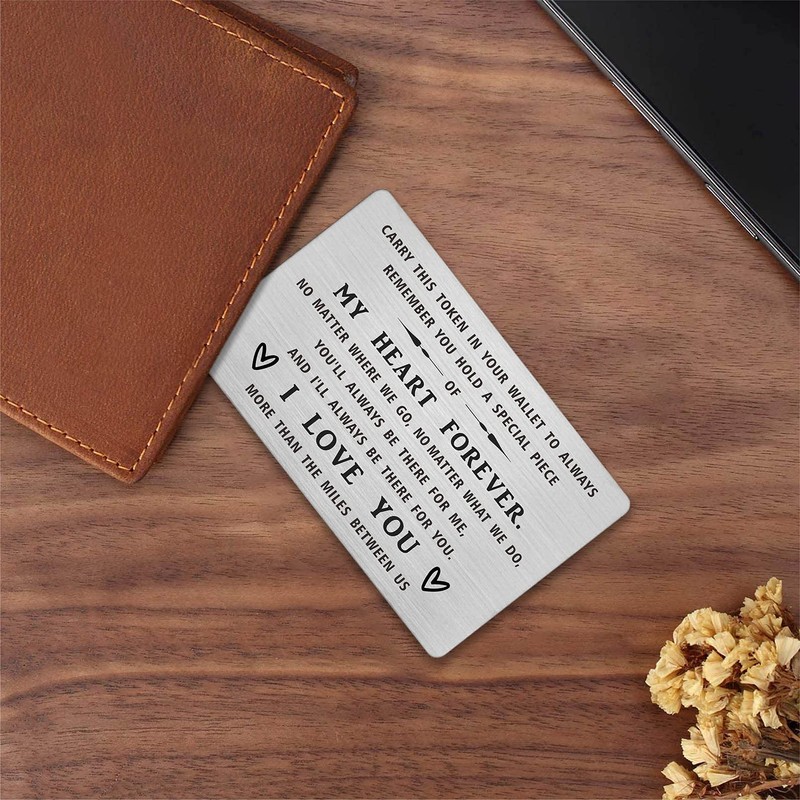 CARRY THIS TOKEN IN YOUR WALLET TO ALWAYS
REMEMBER YOU HOLD A SPECIAL PIECE
OF
MY HEART FOREVER.
NO MATTER WHERE WE GO, NO MATTER WHAT WE DO,
YOU'LL ALWAYS BE THERE FOR ME,
AND I'LL ALWAYS BE THERE FOR YOU.
I LOVE YOU
MORE THAN THE MILES BETWEEN US